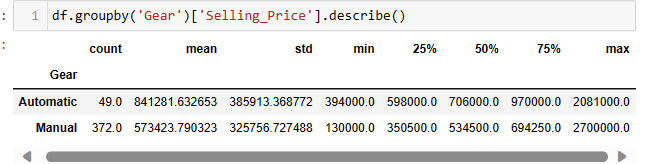 : 1 df.groupby('Gear')['Selling_Price'].describe()
:
count mean std min 25% 50% 75% max
Gear
Automatic 49.0 841281.632653 385913.368772 394000.0 598000.0 706000.0 970000.0 2081000.0
Manual 372.0 573423.790323 325756.727488 130000.0 350500.0 534500.0 694250.0 2700000.0